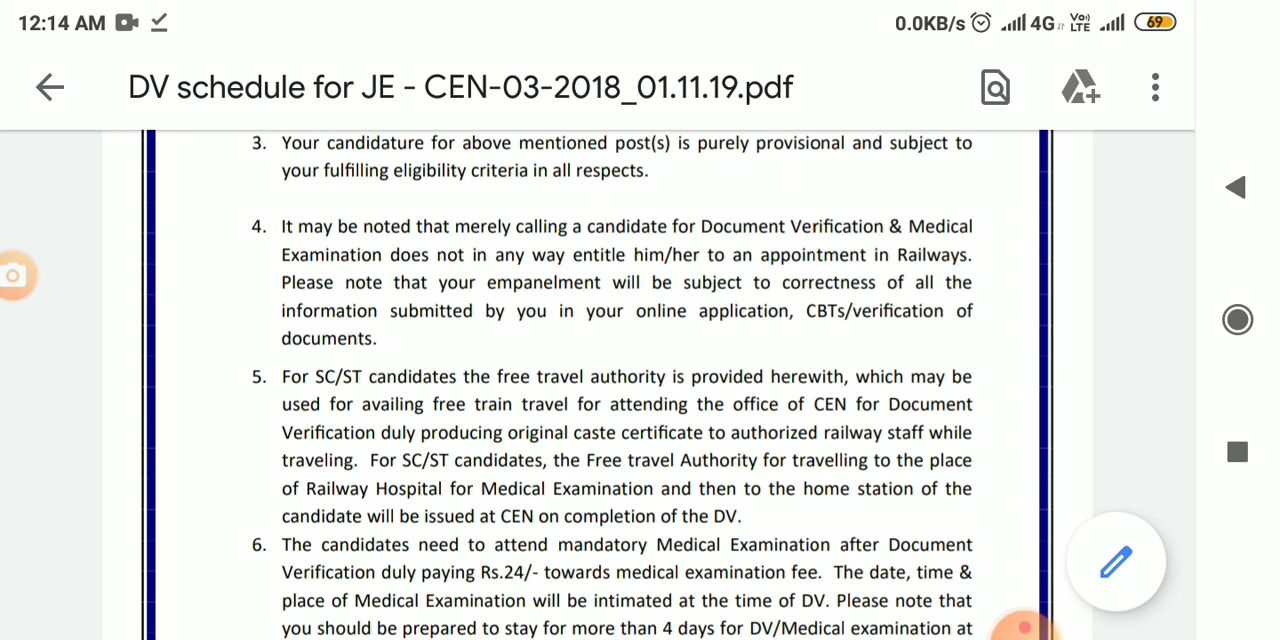 12:14 AM 0.0KB/s 4G Vo) LTE 69
DV schedule for JE - CEN-03-2018_01.11.19.pdf
3. Your candidature for above mentioned post(s) is purely provisional and subject to
your fulfilling eligibility criteria in all respects.
4. It may be noted that merely calling a candidate for Document Verification & Medical
Examination does not in any way entitle him/her to an appointment in Railways.
Please note that your empanelment will be subject to correctness of all the
information submitted by you in your online application, CBTs/verification of
documents.
5. For SC/ST candidates the free travel authority is provided herewith, which may be
used for availing free train travel for attending the office of CEN for Document
Verification duly producing original caste certificate to authorized railway staff while
traveling. For SC/ST candidates, the Free travel Authority for travelling to the place
of Railway Hospital for Medical Examination and then to the home station of the
candidate will be issued at CEN on completion of the DV.
6. The candidates need to attend mandatory Medical Examination after Document
Verification duly paying Rs.24/- towards medical examination fee. The date, time &
place of Medical Examination will be intimated at the time of DV. Please note that
you should be prepared to stay for more than 4 days for DV/Medical examination at